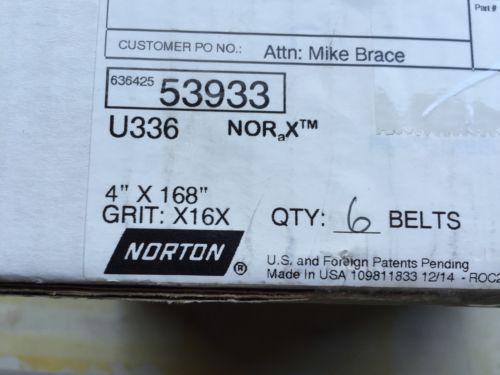 Part #
CUSTOMER PO NO.: Attn: Mike Brace
636425 53933
U336 NORaX™
4" X 168"
GRIT: X16X QTY: 6 BELTS
NORTON ®
U.S. and Foreign Patents Pending
Made In USA 109811833 12/14 - ROC2